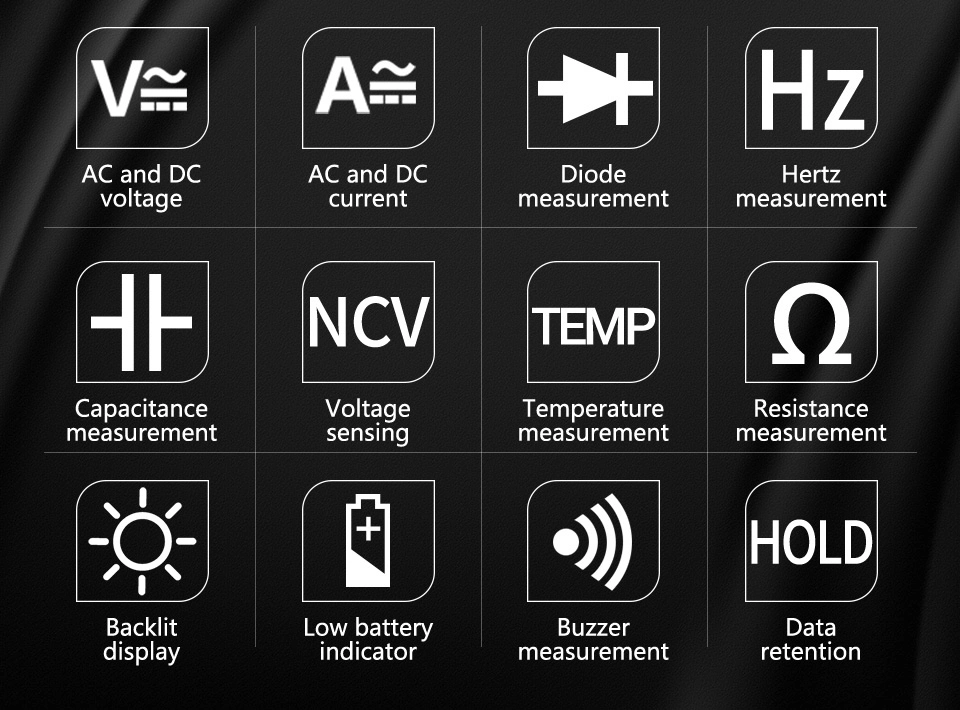 V
A
Hz
AC and DC
voltage
AC and DC
current
Diode
measurement
Hertz
measurement
NCV
TEMP
Ω
Capacitance
measurement
Voltage
sensing
Temperature
measurement
Resistance
measurement
HOLD
Backlit
display
Low battery
indicator
Buzzer
measurement
Data
retention